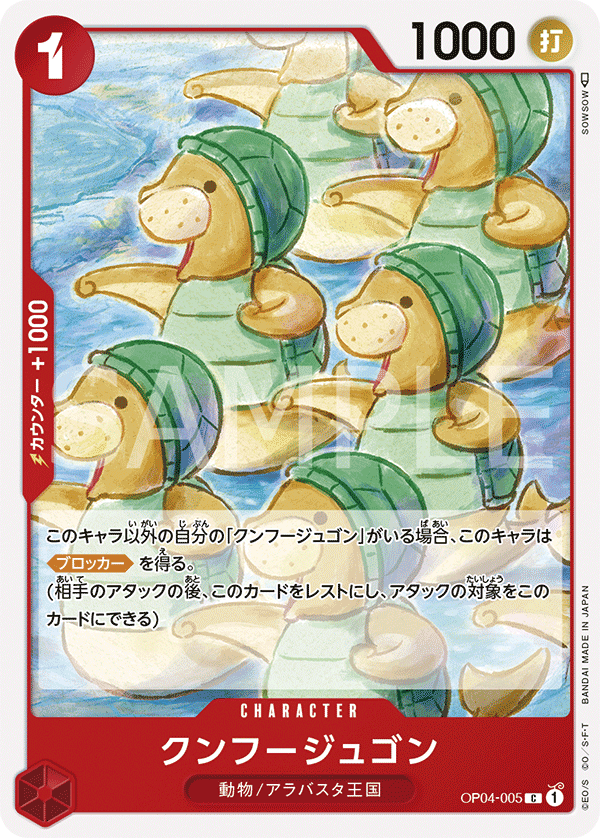 1
1000
打
SOWSOW
カウンター +1000
SAMPLE
このキャラ以外の自分の「クンフージュゴン」がいる場合、このキャラは
ブロッカー を得る。
(相手のアタックの後、このカードをレストにし、アタックの対象をこの
カードにできる)
CHARACTER
クンフージュゴン
動物/アラバスタ王国
OP04-005 C 1
©EO/S ©O/S・F・T BANDAI MADE IN JAPAN